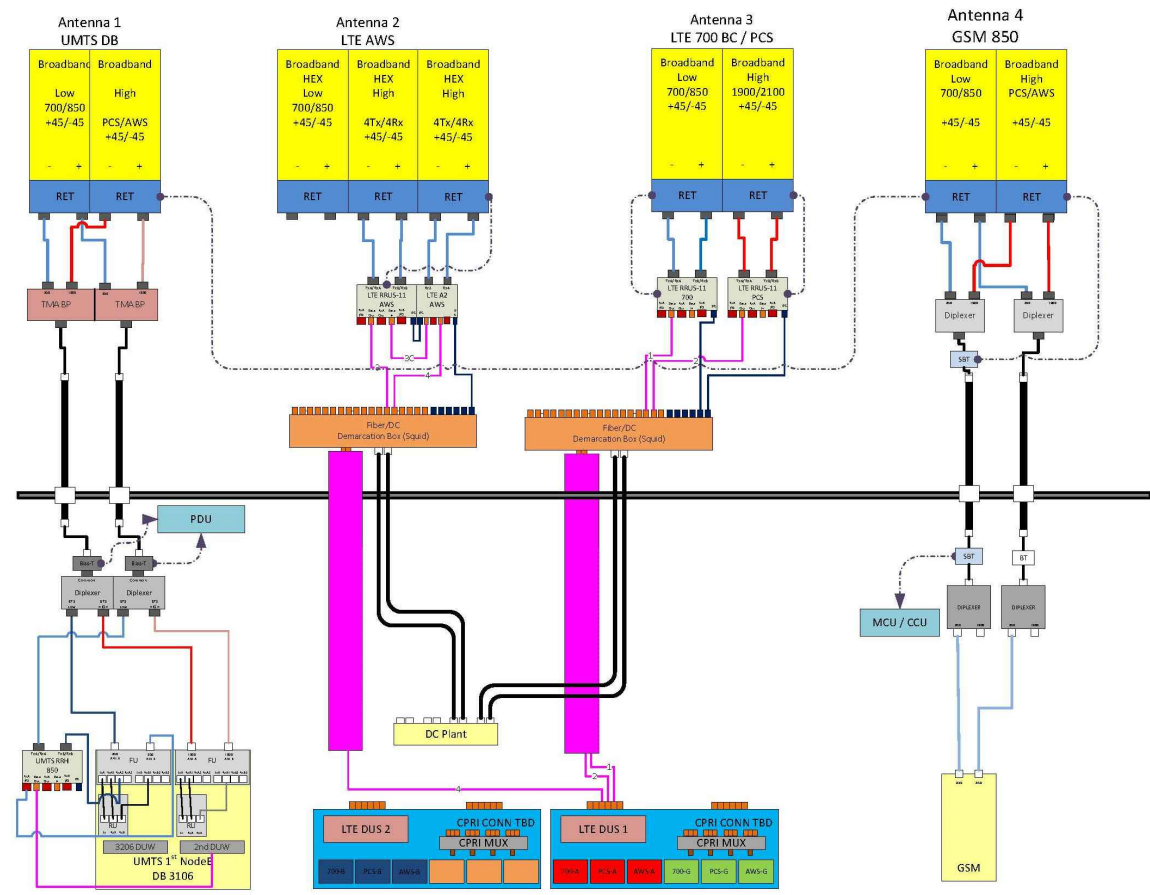 Antenna 1
UMTS DB
Antenna 2
LTE AWS
Antenna 3
LTE 700 BC / PCS
Antenna 4
GSM 850
Broadband
Low
700/850
+45/-45
- +
Broadband
High
PCS/AWS
+45/-45
- +
Broadband
HEX
Low
700/850
+45/-45
- +
Broadband
HEX
High
4Tx/4Rx
+45/-45
- +
Broadband
HEX
High
4Tx/4Rx
+45/-45
- +
Broadband
Low
700/850
+45/-45
- +
Broadband
High
1900/2100
+45/-45
- +
Broadband
Low
700/850
+45/-45
- +
Broadband
High
PCS/AWS
+45/-45
- +
RET
RET
RET
RET
RET
RET
RET
RET
RET
TMA BP
TMA BP
LTE RRUS-11
AWS
LTE A2
AWS
LTE RRUS-11
700
LTE RRUS-11
PCS
Diplexer
Diplexer
SBT
3C
3
4
1
2
Fiber/DC
Demarcation Box (Squid)
Fiber/DC
Demarcation Box (Squid)
PDU
Bias-T
Bias-T
Common
Common
Diplexer
Diplexer
SBT
BT
DIPLEXER
DIPLEXER
MCU / CCU
DC Plant
UMTS RRH
850
FU
FU
RU
RU
3206 DUW
2nd DUW
UMTS 1st NodeB
DB 3106
1
2
4
LTE DUS 2
CPRI CONN TBD
CPRI MUX
700-B
PCS-B
AWS-B
LTE DUS 1
CPRI CONN TBD
CPRI MUX
700-A
PCS-A
AWS-A
700-G
PCS-G
AWS-G
GSM